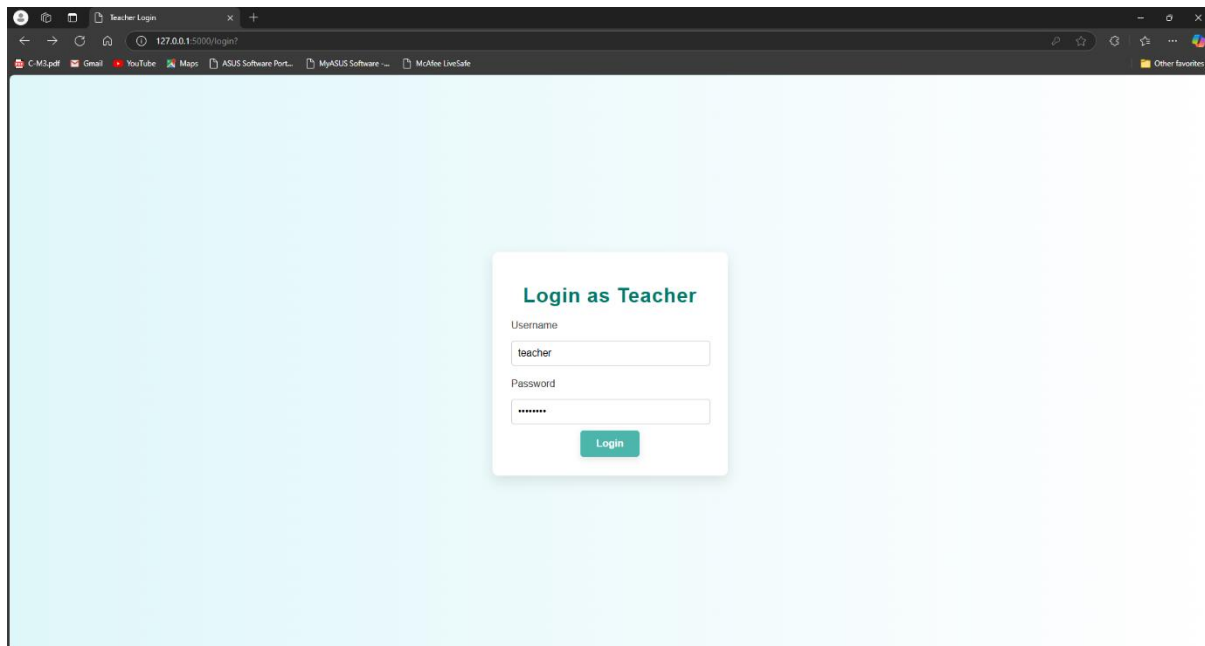 Teacher Login
127.0.0.1:5000/login?
C-M3.pdf Gmail YouTube Maps ASUS Software Port... MyASUS Software -... McAfee LiveSafe Other favorites
Login as Teacher
Username
teacher
Password
••••••••
Login